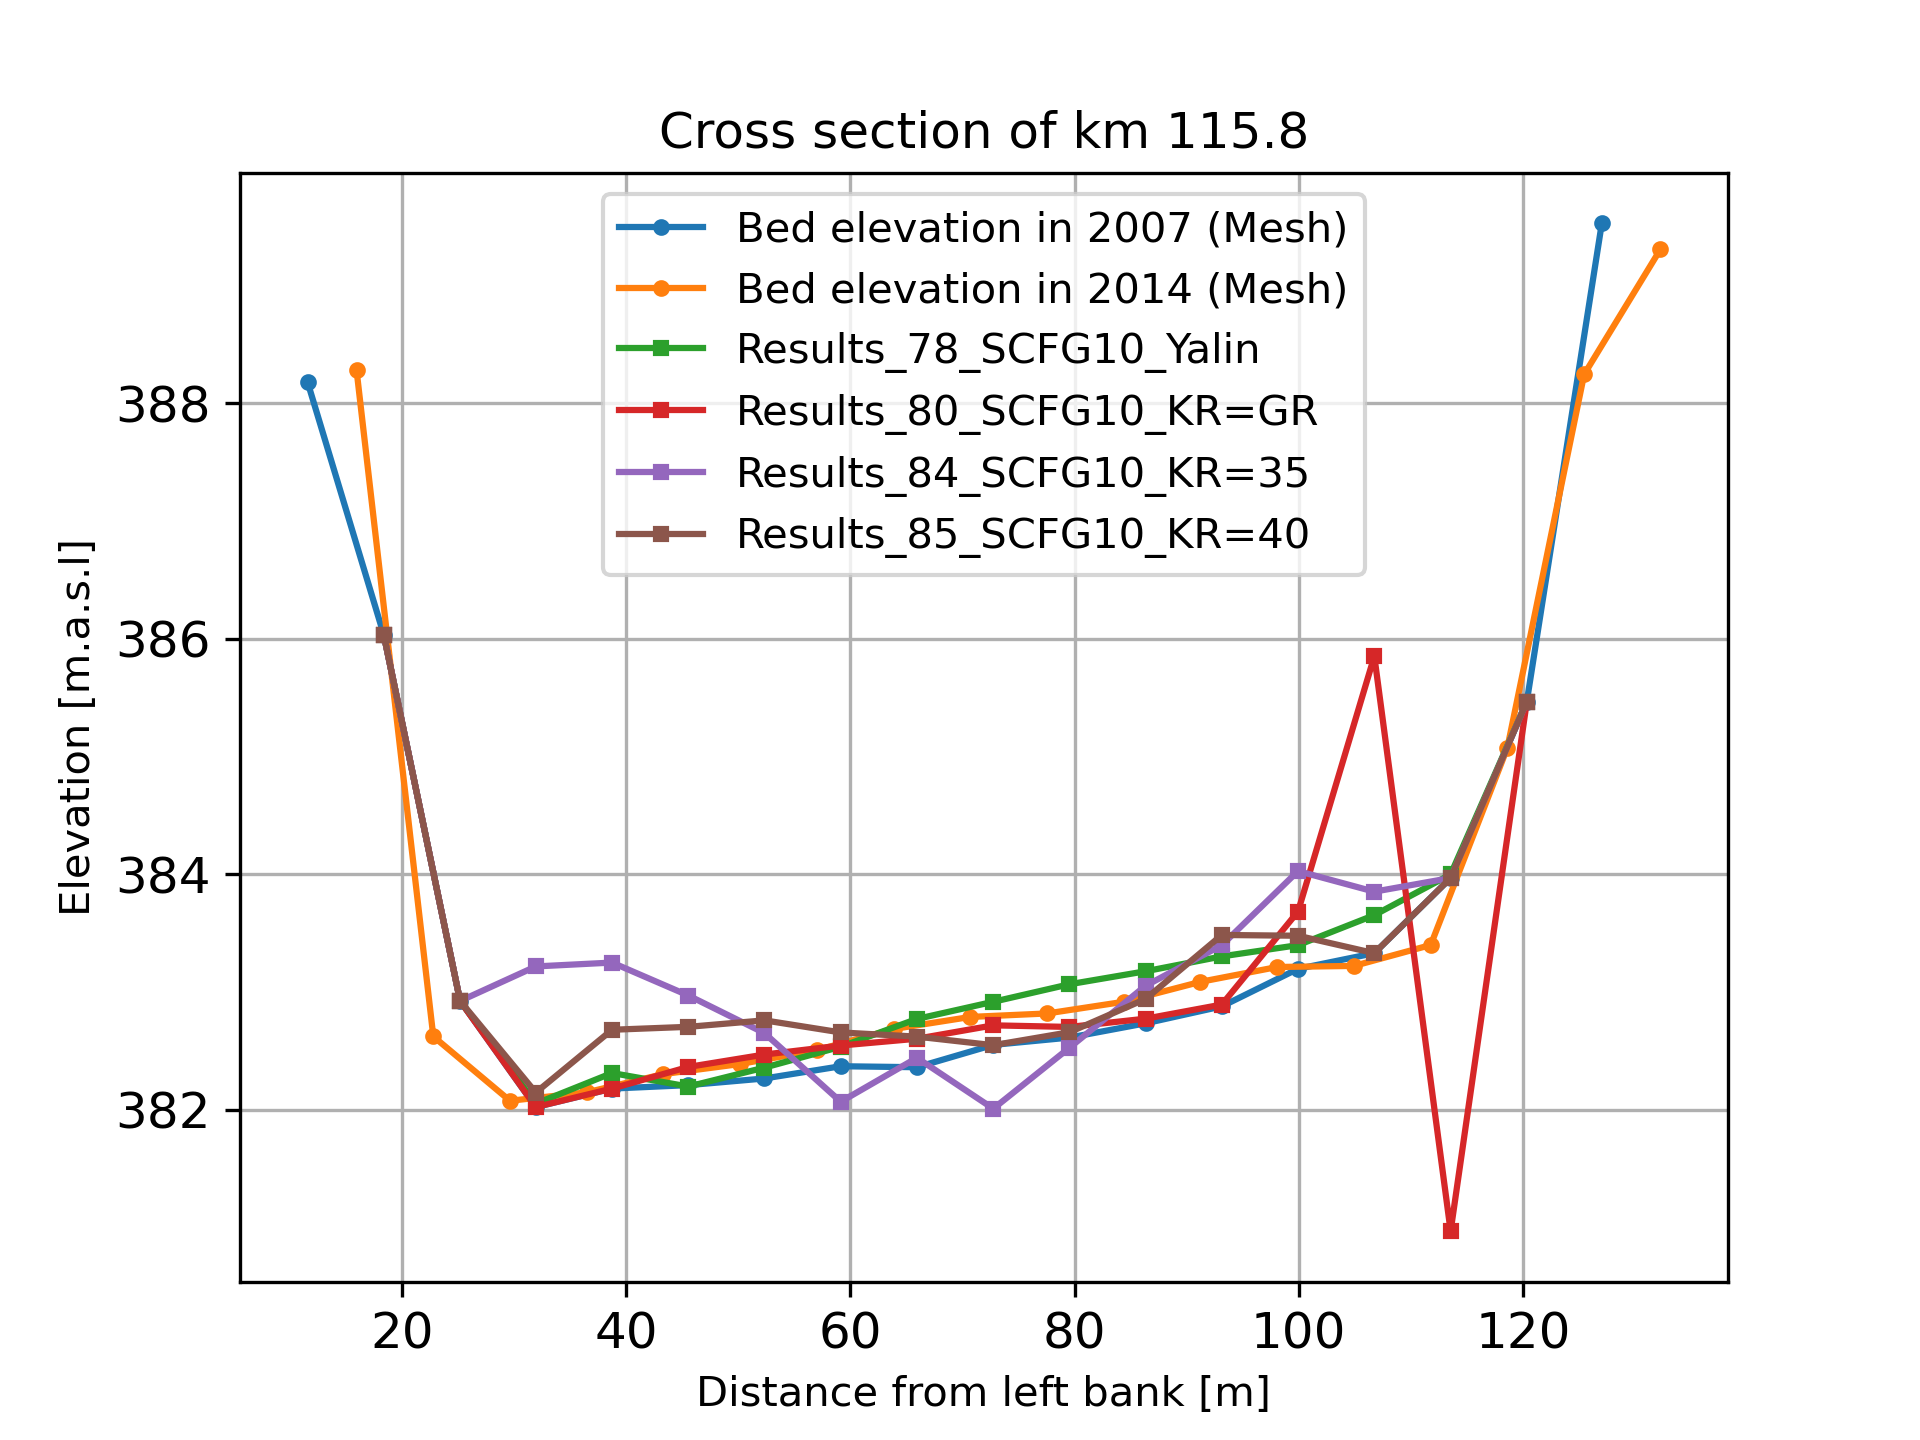 Cross section of km 115.8
Bed elevation in 2007 (Mesh)
Bed elevation in 2014 (Mesh)
Results_78_SCFG10_Yalin
Results_80_SCFG10_KR=GR
Results_84_SCFG10_KR=35
Results_85_SCFG10_KR=40
388
386
384
382
Elevation [m.a.s.l]
20 40 60 80 100 120
Distance from left bank [m]